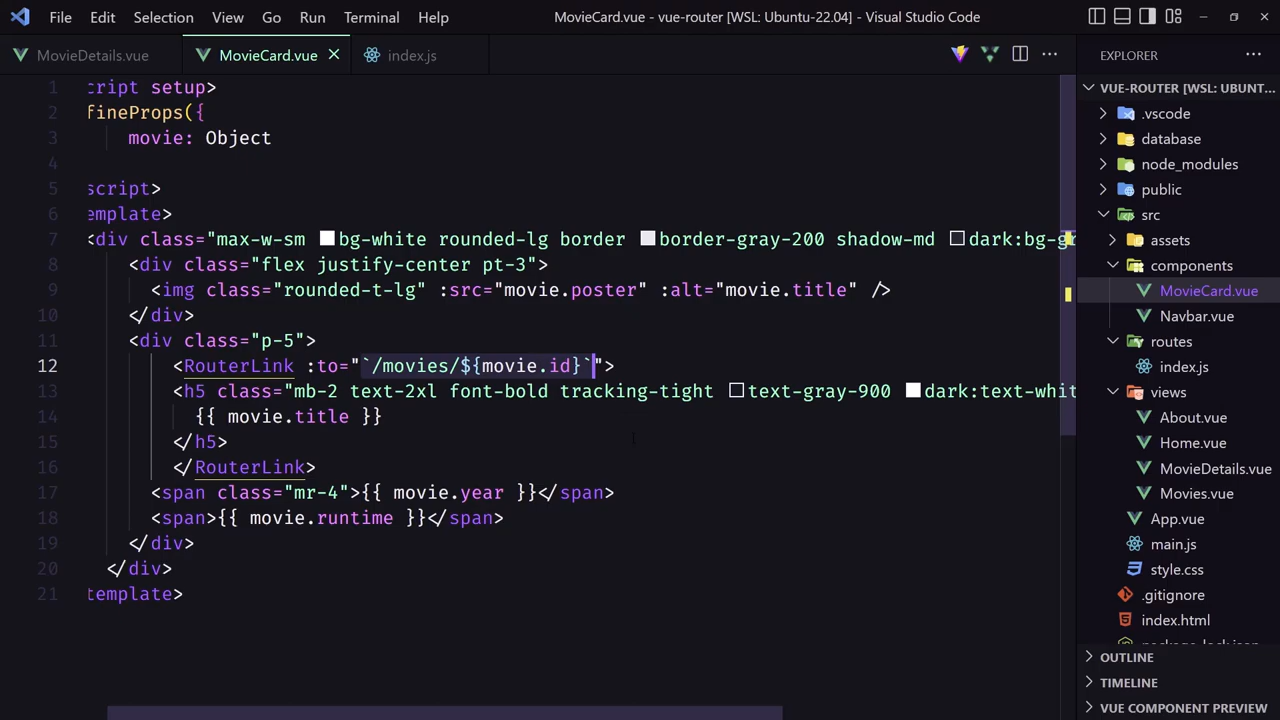 File Edit Selection View Go Run Terminal Help MovieCard.vue - vue-router [WSL: Ubuntu-22.04] - Visual Studio Code
MovieDetails.vue MovieCard.vue index.js
1 cript setup>
2 fineProps({
3 movie: Object
4
5 script>
6 emplate>
7 <div class="max-w-sm bg-white rounded-lg border border-gray-200 shadow-md dark:bg-gr
8 <div class="flex justify-center pt-3">
9 <img class="rounded-t-lg" :src="movie.poster" :alt="movie.title" />
10 </div>
11 <div class="p-5">
12 <RouterLink :to="`/movies/${movie.id}`">
13 <h5 class="mb-2 text-2xl font-bold tracking-tight text-gray-900 dark:text-whit
14 {{ movie.title }}
15 </h5>
16 </RouterLink>
17 <span class="mr-4">{{ movie.year }}</span>
18 <span>{{ movie.runtime }}</span>
19 </div>
20 </div>
21 template>
EXPLORER
VUE-ROUTER [WSL: UBUNT...
.vscode
database
node_modules
public
src
assets
components
MovieCard.vue
Navbar.vue
routes
index.js
views
About.vue
Home.vue
MovieDetails.vue
Movies.vue
App.vue
main.js
style.css
.gitignore
index.html
package-lock.json
OUTLINE
TIMELINE
VUE COMPONENT PREVIEW